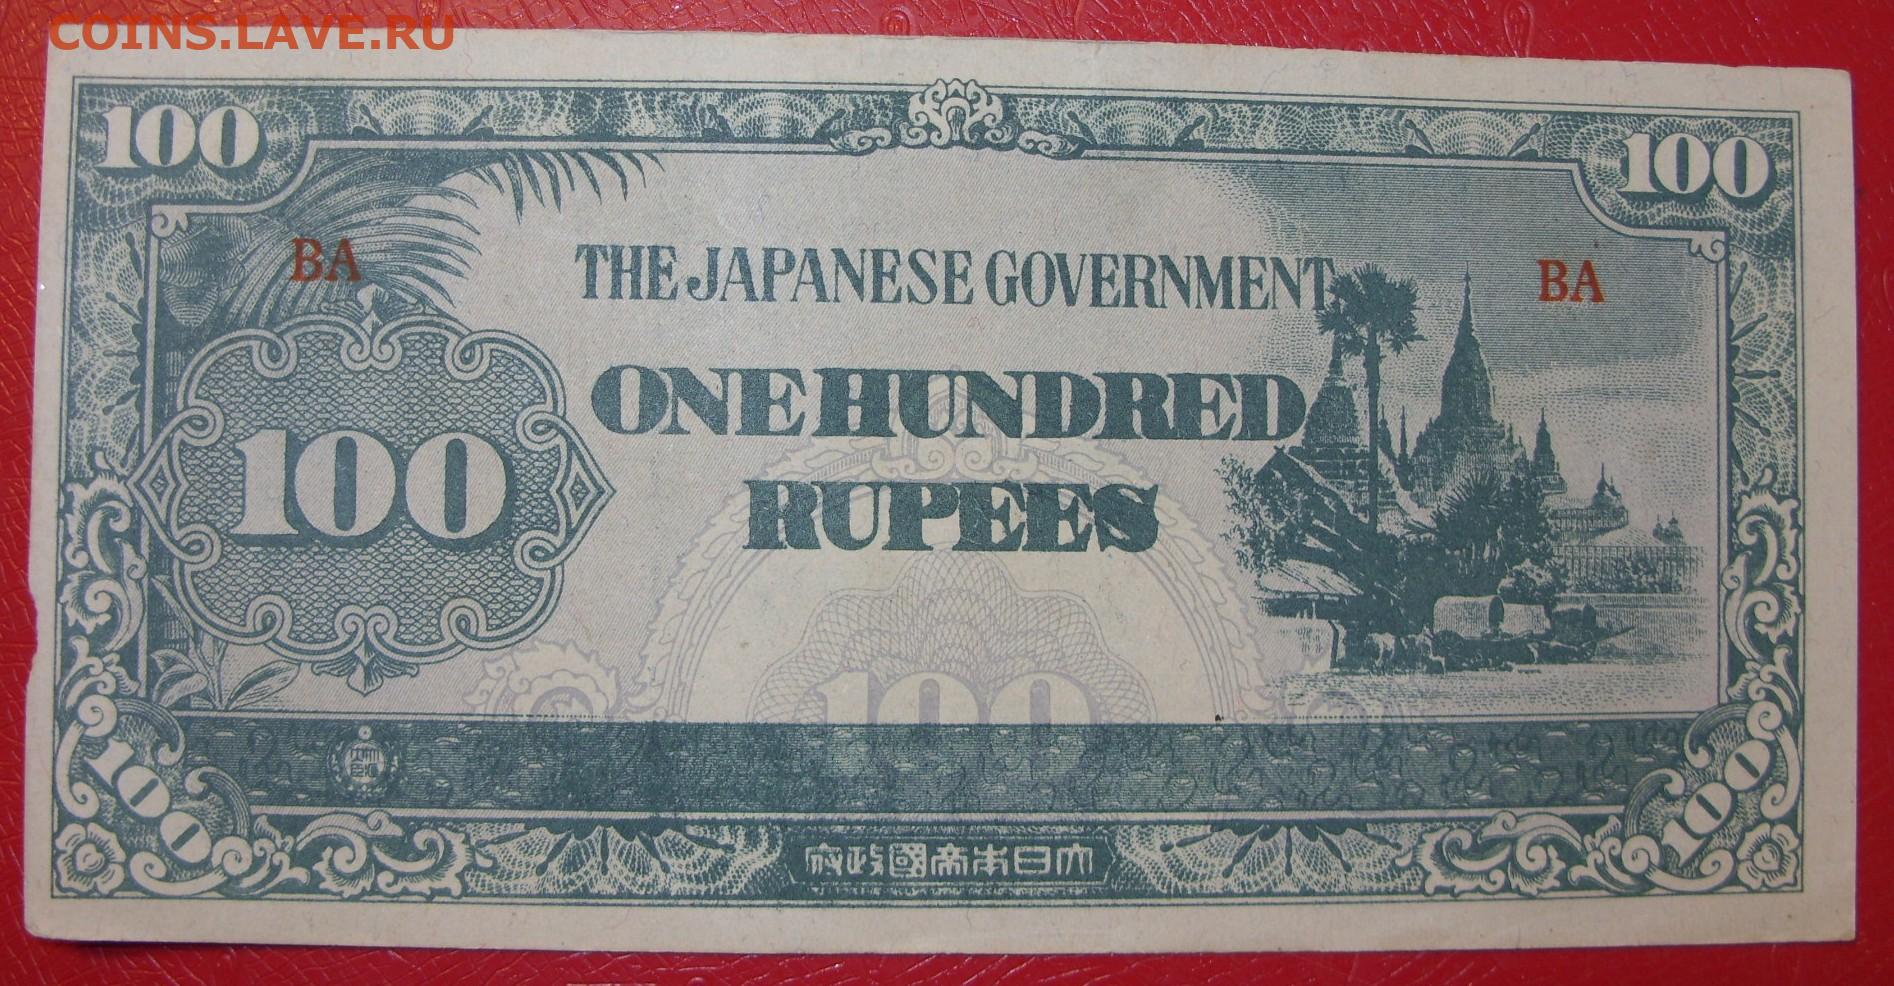 COINS.LAVE.RU
100
100
BA
BA
THE JAPANESE GOVERNMENT
ONE HUNDRED
RUPEES
100
100
100
100
府政國帝本日大